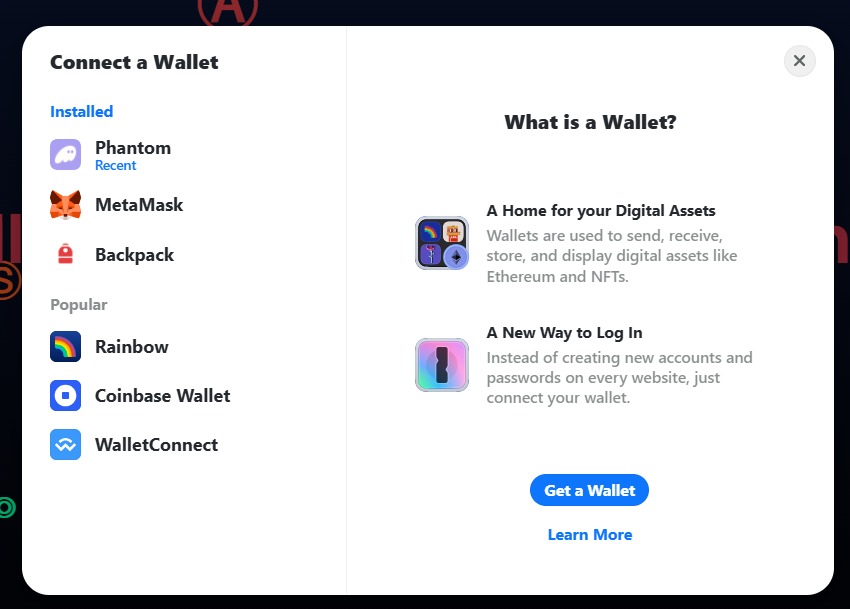 Connect a Wallet
Installed
Phantom
Recent
MetaMask
Backpack
Popular
Rainbow
Coinbase Wallet
WalletConnect
What is a Wallet?
A Home for your Digital Assets
Wallets are used to send, receive,
store, and display digital assets like
Ethereum and NFTs.
A New Way to Log In
Instead of creating new accounts and
passwords on every website, just
connect your wallet.
Get a Wallet
Learn More